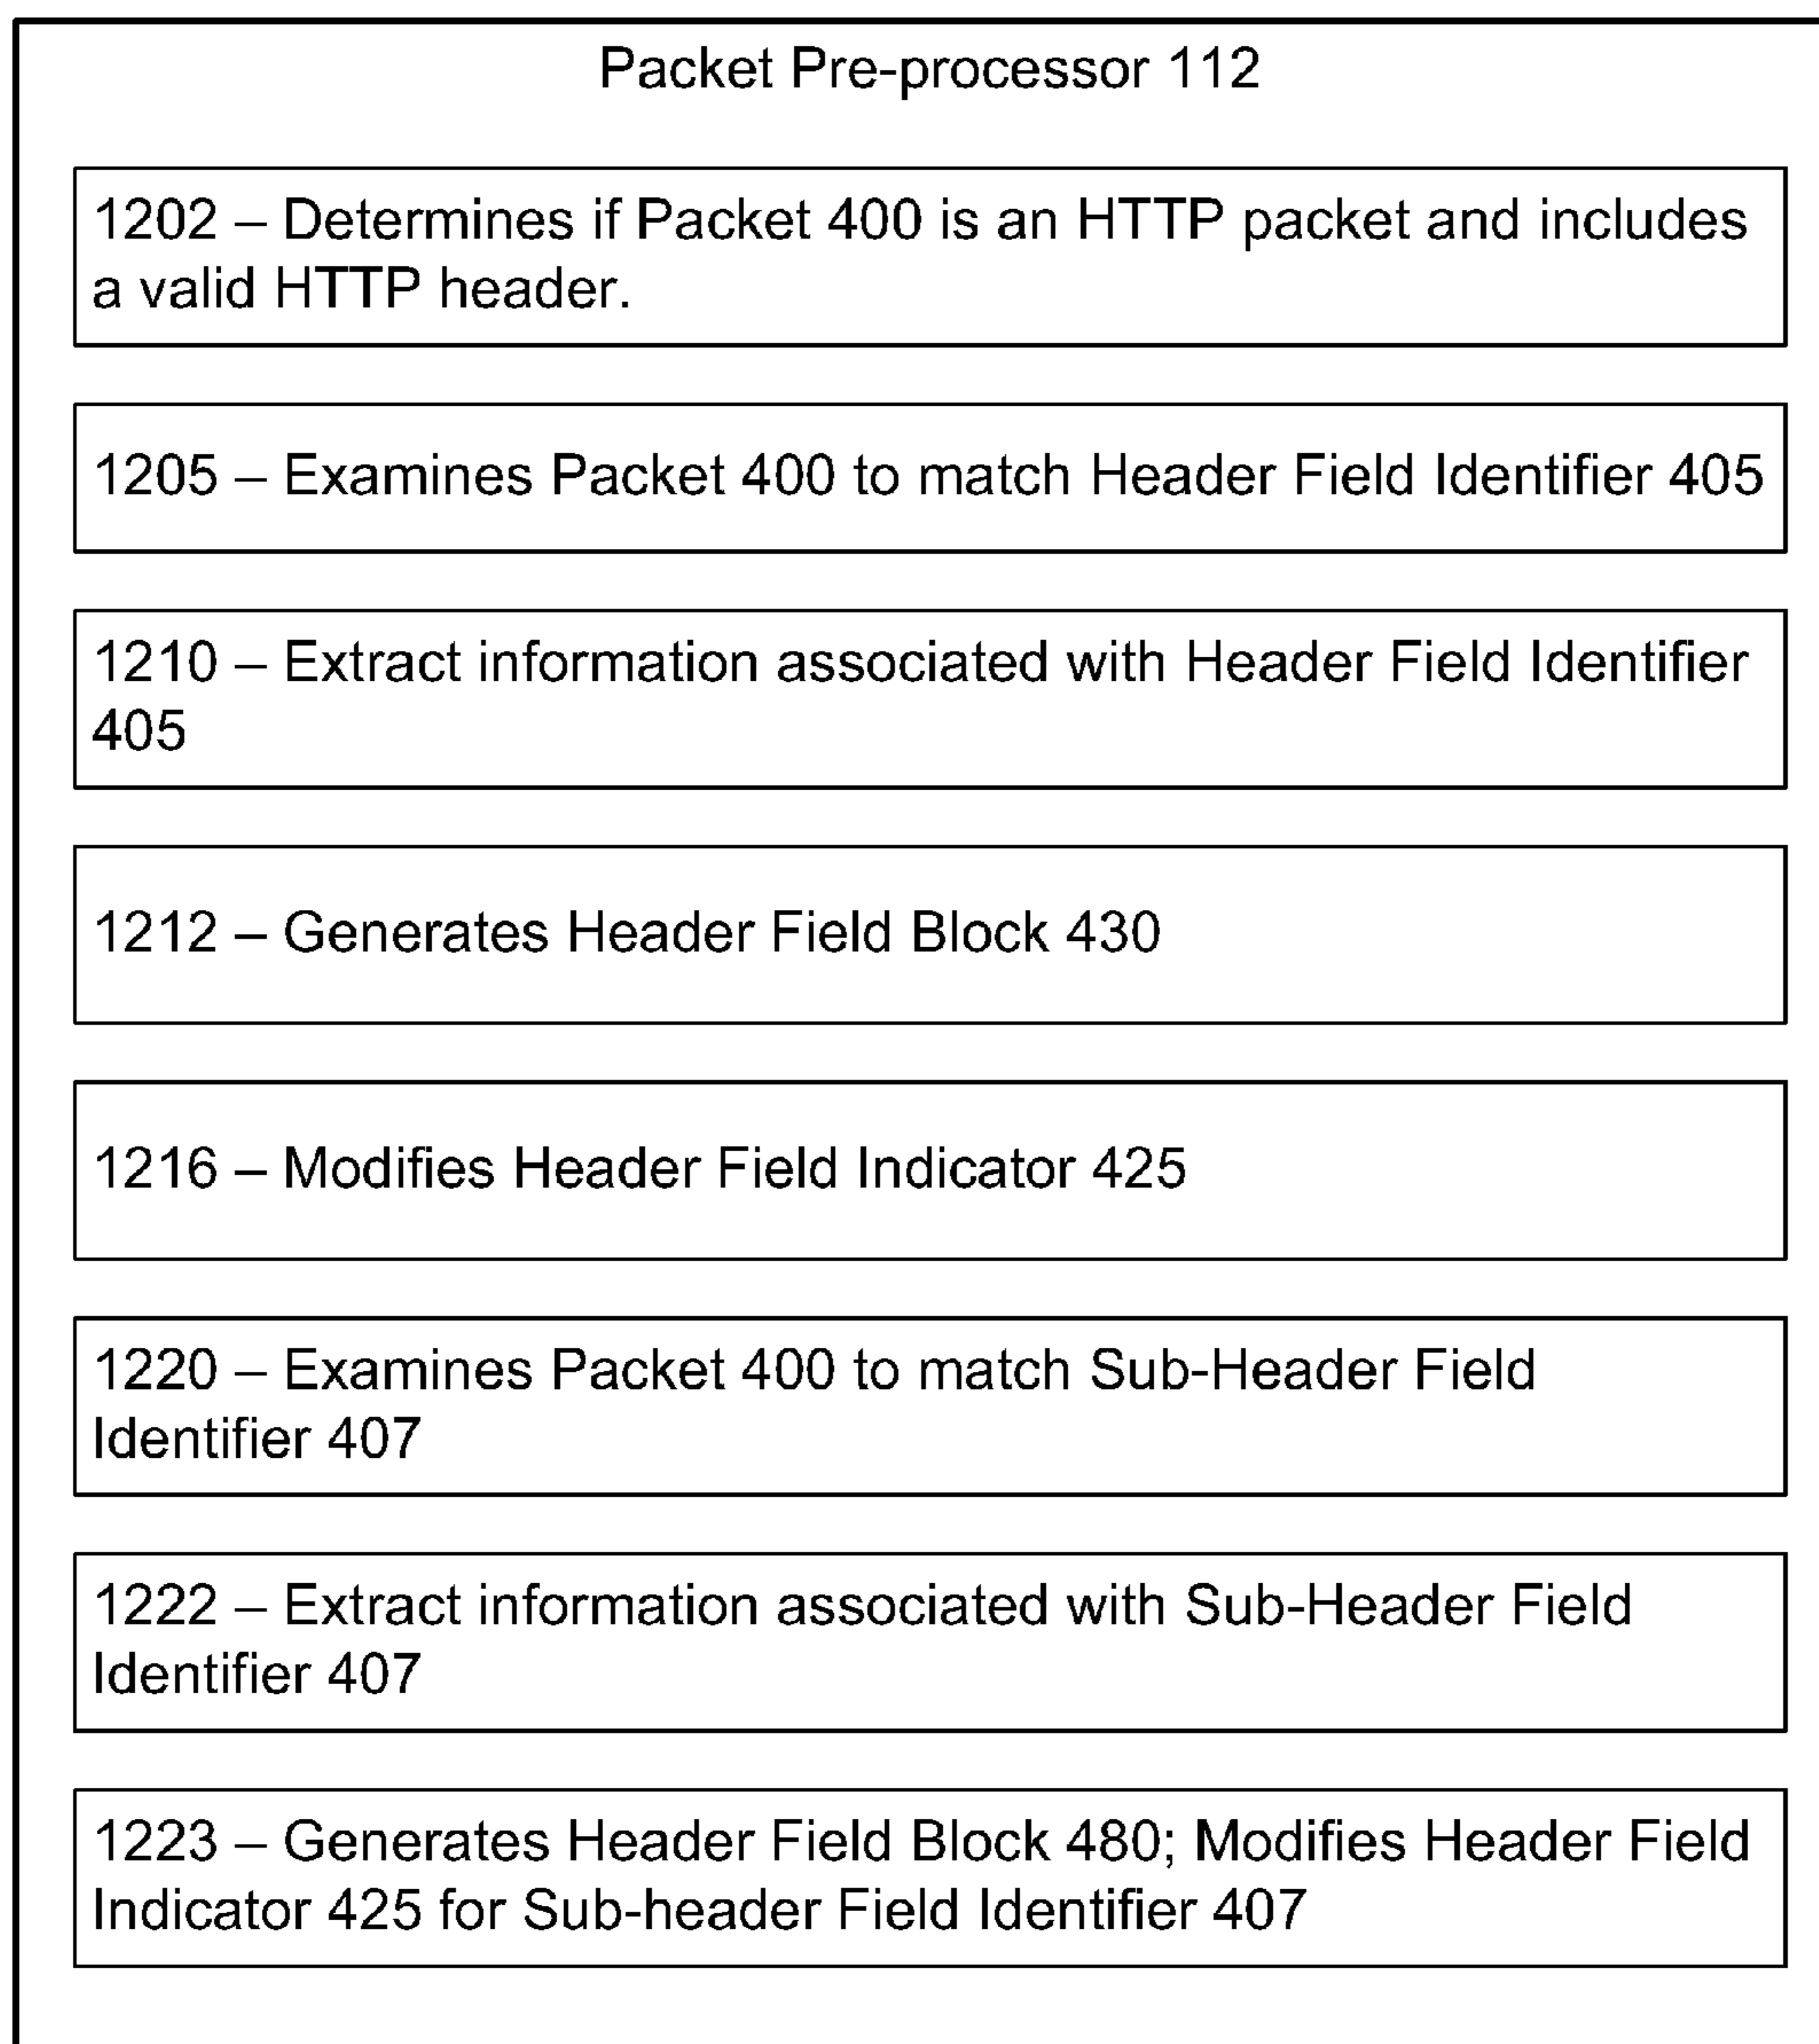 Packet Pre-processor 112
1202 – Determines if Packet 400 is an HTTP packet and includes
a valid HTTP header.
1205 – Examines Packet 400 to match Header Field Identifier 405
1210 – Extract information associated with Header Field Identifier
405
1212 – Generates Header Field Block 430
1216 – Modifies Header Field Indicator 425
1220 – Examines Packet 400 to match Sub-Header Field
Identifier 407
1222 – Extract information associated with Sub-Header Field
Identifier 407
1223 – Generates Header Field Block 480; Modifies Header Field
Indicator 425 for Sub-header Field Identifier 407